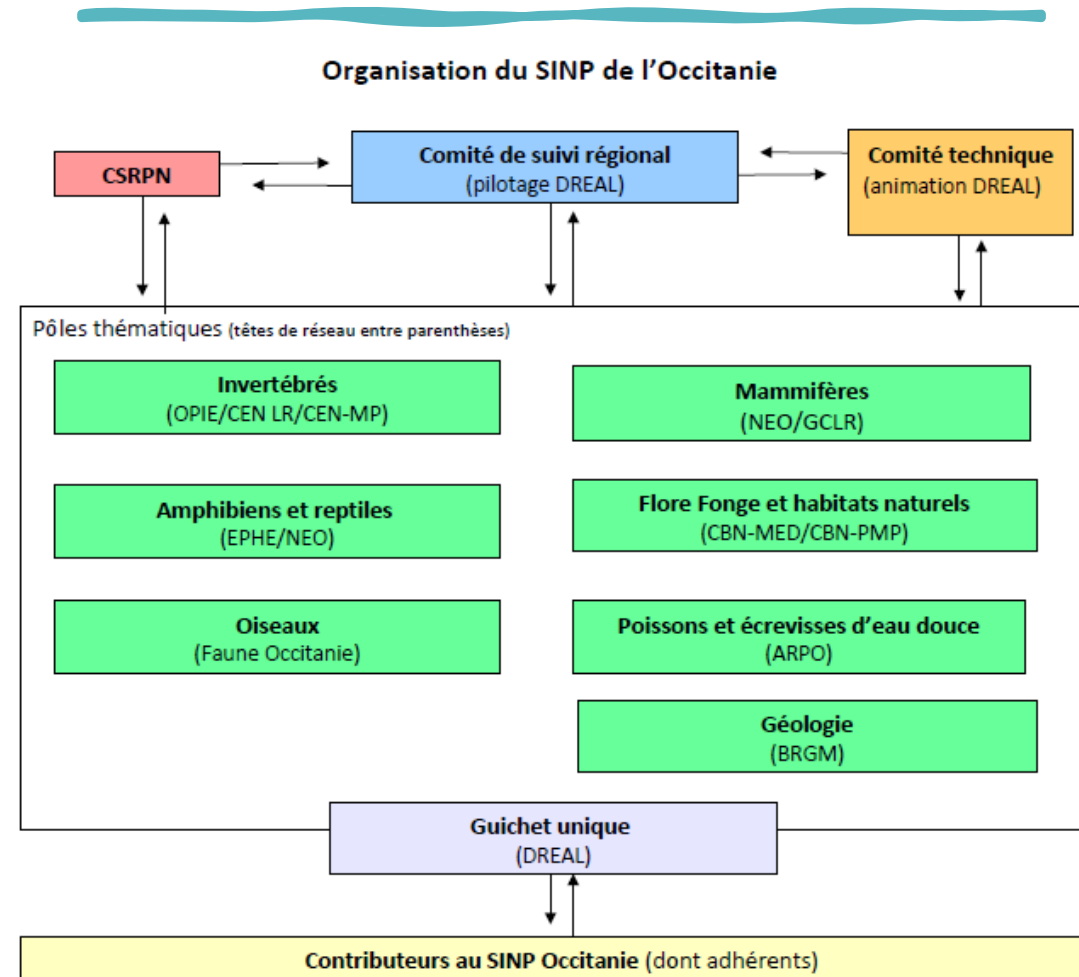 Organisation du SINP de l'Occitanie
CSRPN
Comité de suivi régional
(pilotage DREAL)
Comité technique
(animation DREAL)
Pôles thématiques (têtes de réseau entre parenthèses)
Invertébrés
(OPIE/CEN LR/CEN-MP)
Mammifères
(NEO/GCLR)
Amphibiens et reptiles
(EPHE/NEO)
Flore Fonge et habitats naturels
(CBN-MED/CBN-PMP)
Oiseaux
(Faune Occitanie)
Poissons et écrevisses d'eau douce
(ARPO)
Géologie
(BRGM)
Guichet unique
(DREAL)
Contributeurs au SINP Occitanie (dont adhérents)